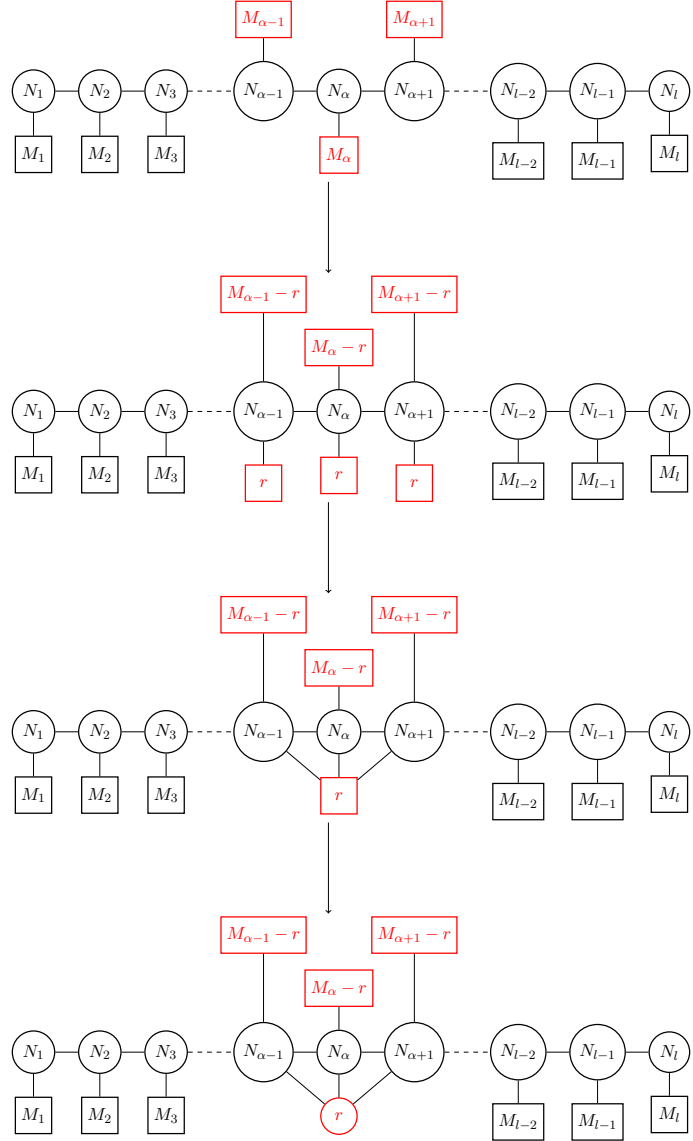 M_{α−1} M_{α+1}
N_1 N_2 N_3 N_{α−1} N_α N_{α+1} N_{l−2} N_{l−1} N_l
M_1 M_2 M_3 M_α M_{l−2} M_{l−1} M_l
M_{α−1} − r M_{α+1} − r
M_α − r
N_1 N_2 N_3 N_{α−1} N_α N_{α+1} N_{l−2} N_{l−1} N_l
M_1 M_2 M_3 r r r M_{l−2} M_{l−1} M_l
M_{α−1} − r M_{α+1} − r
M_α − r
N_1 N_2 N_3 N_{α−1} N_α N_{α+1} N_{l−2} N_{l−1} N_l
M_1 M_2 M_3 r M_{l−2} M_{l−1} M_l
M_{α−1} − r M_{α+1} − r
M_α − r
N_1 N_2 N_3 N_{α−1} N_α N_{α+1} N_{l−2} N_{l−1} N_l
M_1 M_2 M_3 r M_{l−2} M_{l−1} M_l